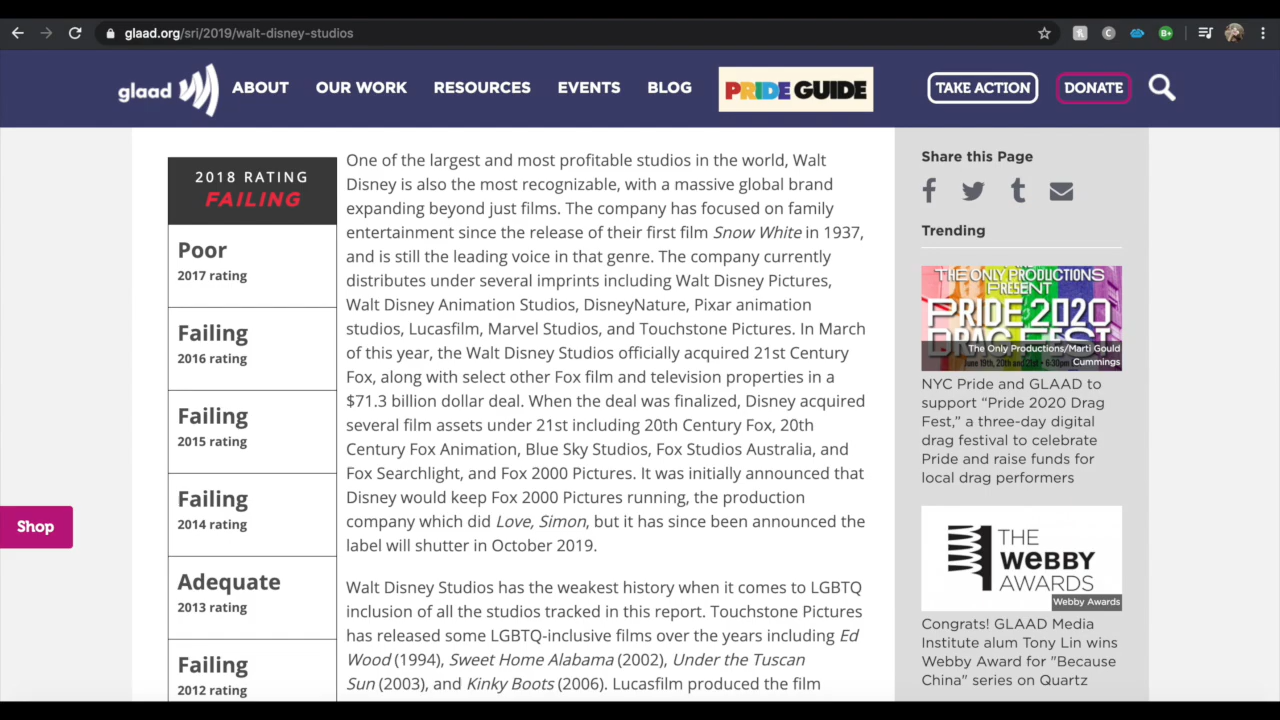 glaad.org/sri/2019/walt-disney-studios
glaad
ABOUT
OUR WORK
RESOURCES
EVENTS
BLOG
PRIDE GUIDE
TAKE ACTION
DONATE
2018 RATING
FAILING
Poor
2017 rating
Failing
2016 rating
Failing
2015 rating
Failing
2014 rating
Adequate
2013 rating
Failing
2012 rating
Shop
One of the largest and most profitable studios in the world, Walt
Disney is also the most recognizable, with a massive global brand
expanding beyond just films. The company has focused on family
entertainment since the release of their first film Snow White in 1937,
and is still the leading voice in that genre. The company currently
distributes under several imprints including Walt Disney Pictures,
Walt Disney Animation Studios, DisneyNature, Pixar animation
studios, Lucasfilm, Marvel Studios, and Touchstone Pictures. In March
of this year, the Walt Disney Studios officially acquired 21st Century
Fox, along with select other Fox film and television properties in a
$71.3 billion dollar deal. When the deal was finalized, Disney acquired
several film assets under 21st including 20th Century Fox, 20th
Century Fox Animation, Blue Sky Studios, Fox Studios Australia, and
Fox Searchlight, and Fox 2000 Pictures. It was initially announced that
Disney would keep Fox 2000 Pictures running, the production
company which did Love, Simon, but it has since been announced the
label will shutter in October 2019.
Walt Disney Studios has the weakest history when it comes to LGBTQ
inclusion of all the studios tracked in this report. Touchstone Pictures
has released some LGBTQ-inclusive films over the years including Ed
Wood (1994), Sweet Home Alabama (2002), Under the Tuscan
Sun (2003), and Kinky Boots (2006). Lucasfilm produced the film
Share this Page
Trending
THE ONLY PRODUCTIONS
PRESENT
PRIDE 2020
DRAG FEST
The Only Productions/Marti Gould
Cummings
June 19th, 20th and 21st • 6:30pm
NYC Pride and GLAAD to
support “Pride 2020 Drag
Fest,” a three-day digital
drag festival to celebrate
Pride and raise funds for
local drag performers
THE
WEBBY
AWARDS
Webby Awards
Congrats! GLAAD Media
Institute alum Tony Lin wins
Webby Award for "Because
China" series on Quartz